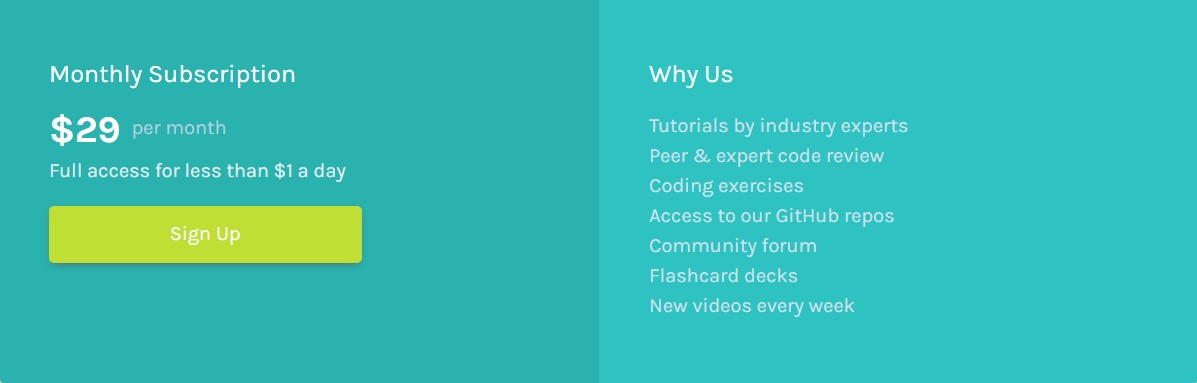 Monthly Subscription
$29 per month
Full access for less than $1 a day
Sign Up
Why Us
Tutorials by industry experts
Peer & expert code review
Coding exercises
Access to our GitHub repos
Community forum
Flashcard decks
New videos every week